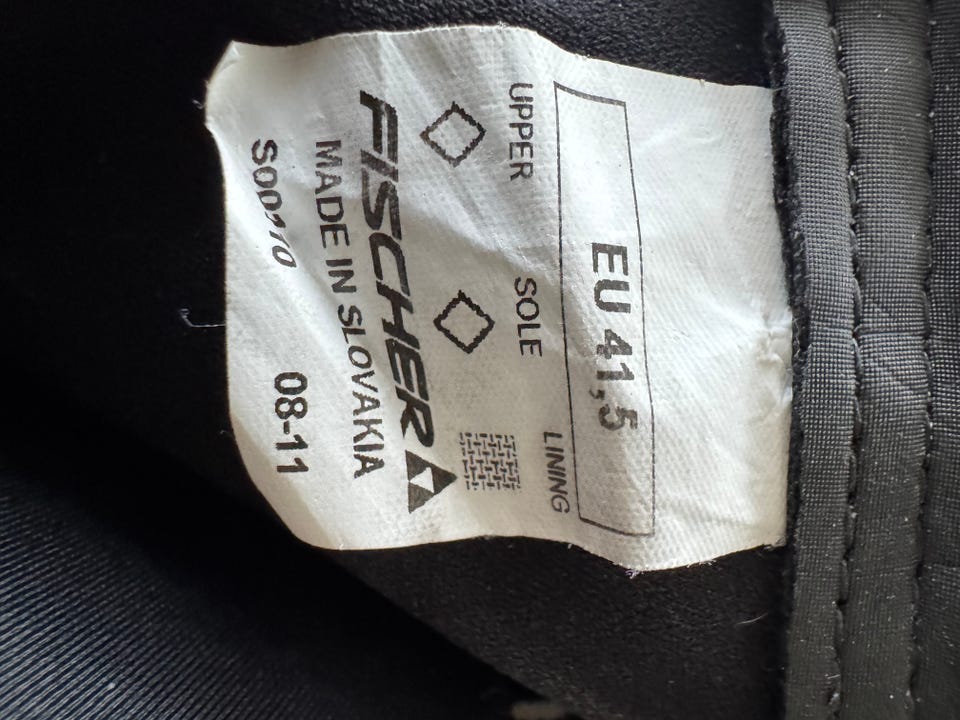 EU 41,5
UPPER SOLE LINING
FISCHER
MADE IN SLOVAKIA
08-11